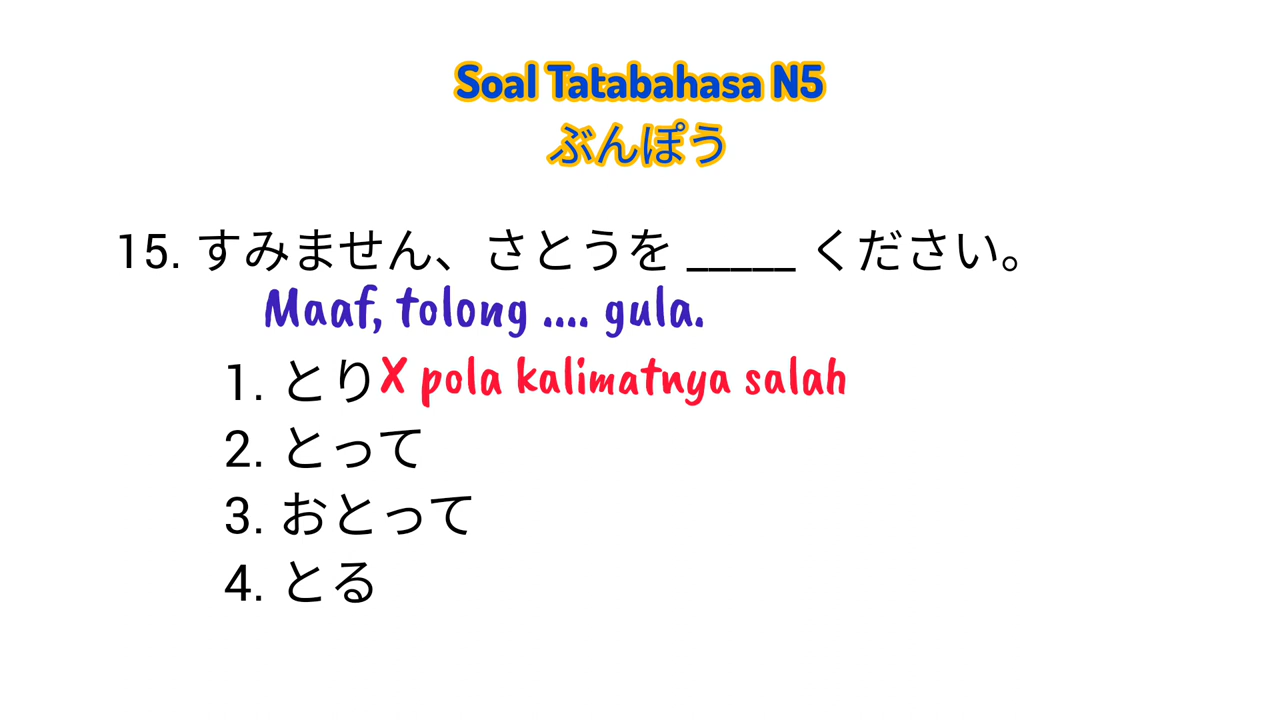 Soal Tatabahasa N5
ぶんぽう
15. すみません、さとうを _____ ください。
Maaf, tolong .... gula.
1. とり X pola kalimatnya salah
2. とって
3. おとって
4. とる